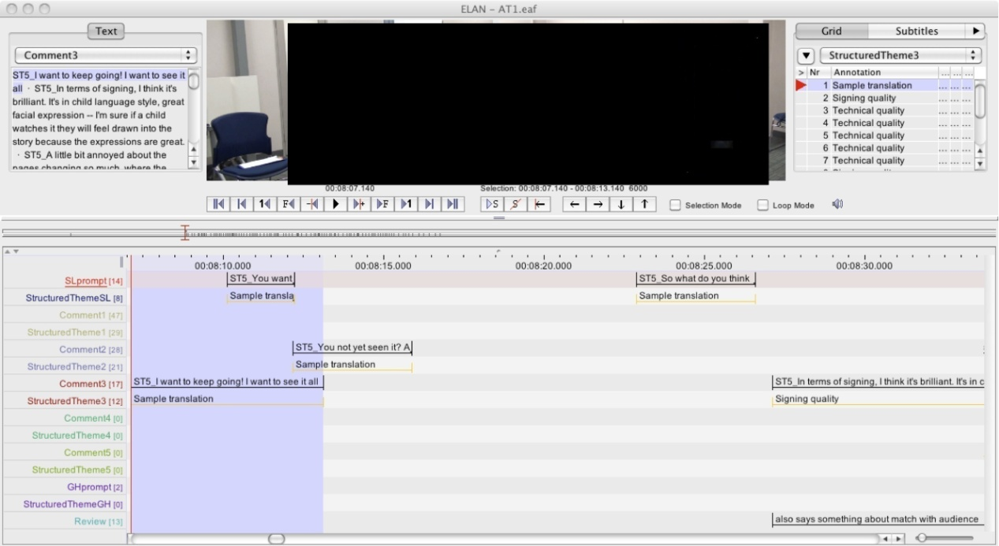 ELAN - AT1.eaf
Text
Comment3
ST5_I want to keep going! I want to see it
all · ST5_In terms of signing, I think it's
brilliant. It's in child language style, great
facial expression -- I'm sure if a child
watches it they will feel drawn into the
story because the expressions are great.
· ST5_A little bit annoyed about the
pages changing so much, where the
Grid
Subtitles
StructuredTheme3
> Nr Annotation ... ... ...
1 Sample translation ... ... ...
2 Signing quality ... ... ...
3 Technical quality ... ... ...
4 Technical quality ... ... ...
5 Technical quality ... ... ...
6 Technical quality ... ... ...
7 Technical quality ... ... ...
00:08:07.140
Selection: 00:08:07.140 - 00:08:13.140 6000
1 F F 1 S S
Selection Mode
Loop Mode
00:08:10.000 00:08:15.000 00:08:20.000 00:08:25.000 00:08:30.000
SLprompt [14] ST5_You want ST5_So what do you think
StructuredThemeSL [8] Sample transla Sample translation
Comment1 [47]
StructuredTheme1 [29]
Comment2 [28] ST5_You not yet seen it? A
StructuredTheme2 [21] Sample translation
Comment3 [17] ST5_I want to keep going! I want to see it all ST5_In terms of signing, I think it's brilliant. It's in c
StructuredTheme3 [12] Sample translation Signing quality
Comment4 [0]
StructuredTheme4 [0]
Comment5 [0]
StructuredTheme5 [0]
GHprompt [2]
StructuredThemeGH [0]
Review [13] also says something about match with audience